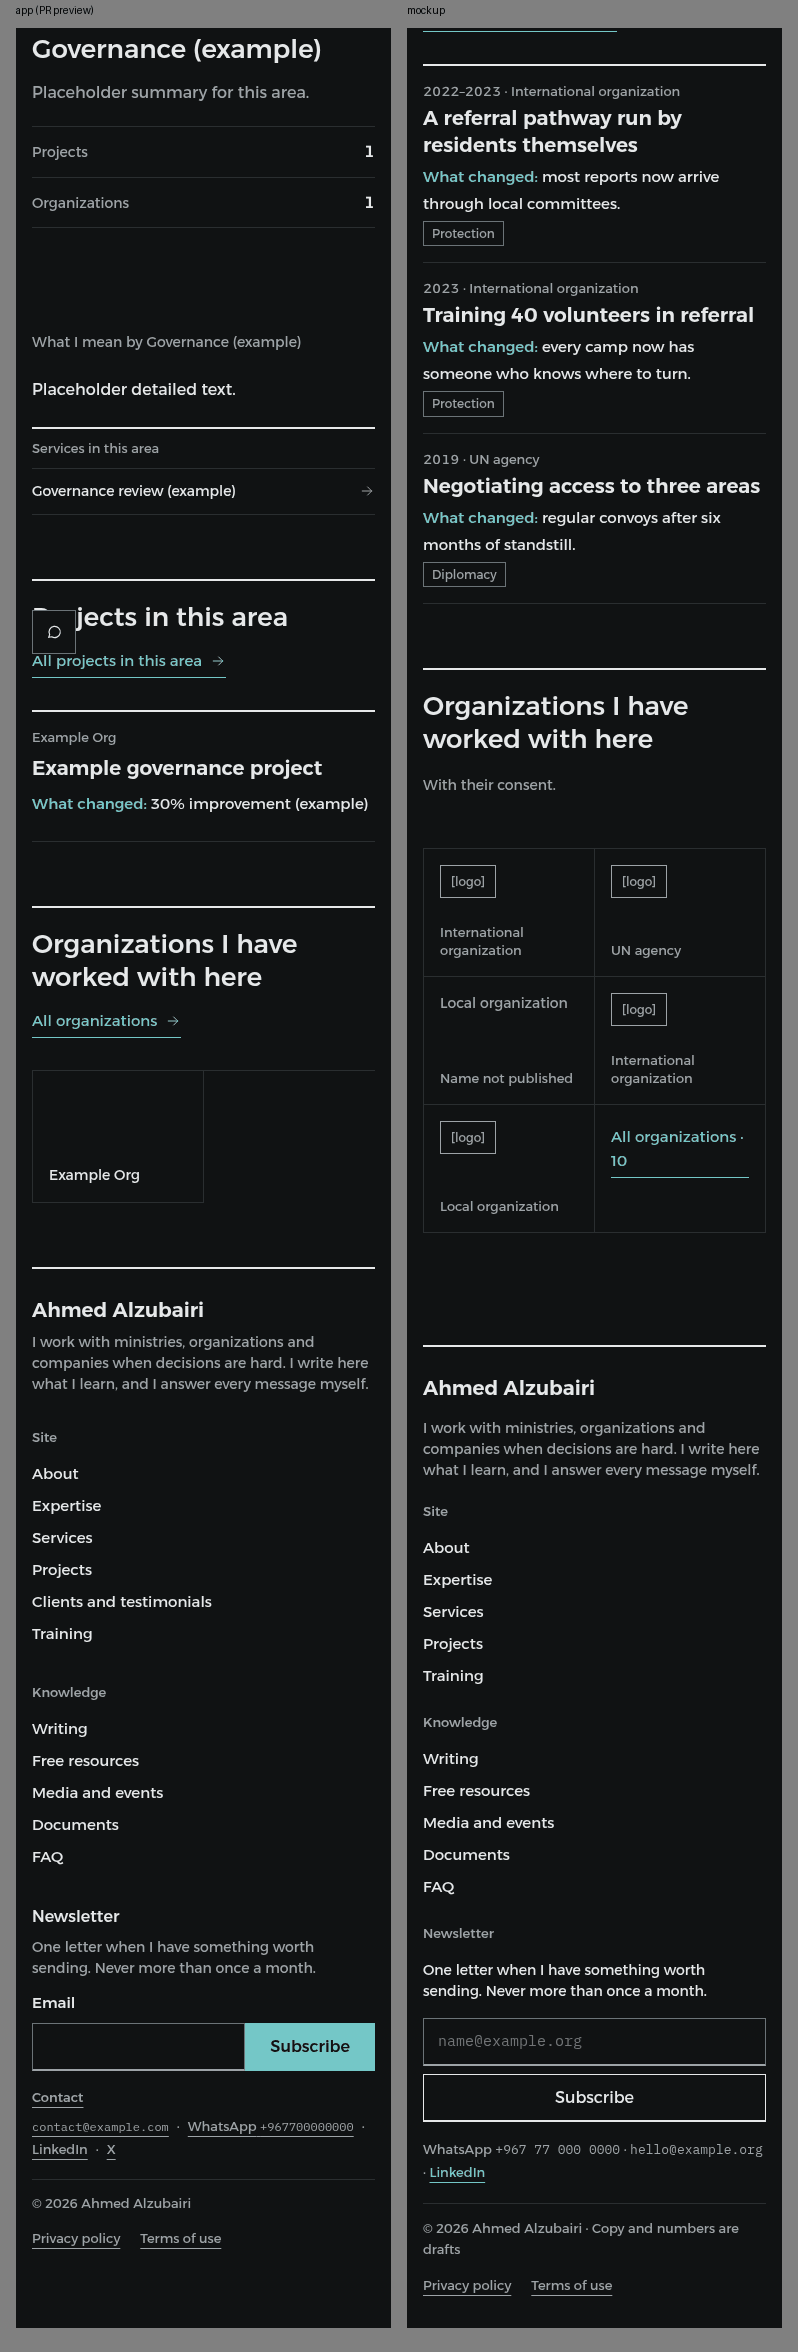 app (PR preview)
Governance (example)
Placeholder summary for this area.
Projects 1
Organizations 1
What I mean by Governance (example)
Placeholder detailed text.
Services in this area
Governance review (example) →
jects in this area
All projects in this area →
Example Org
Example governance project
What changed: 30% improvement (example)
Organizations I have
worked with here
All organizations →
Example Org
Ahmed Alzubairi
I work with ministries, organizations and
companies when decisions are hard. I write here
what I learn, and I answer every message myself.
Site
About
Expertise
Services
Projects
Clients and testimonials
Training
Knowledge
Writing
Free resources
Media and events
Documents
FAQ
Newsletter
One letter when I have something worth
sending. Never more than once a month.
Email
Subscribe
Contact
contact@example.com · WhatsApp +967700000000 ·
LinkedIn · X
© 2026 Ahmed Alzubairi
Privacy policy Terms of use
mockup
2022–2023 · International organization
A referral pathway run by
residents themselves
What changed: most reports now arrive
through local committees.
Protection
2023 · International organization
Training 40 volunteers in referral
What changed: every camp now has
someone who knows where to turn.
Protection
2019 · UN agency
Negotiating access to three areas
What changed: regular convoys after six
months of standstill.
Diplomacy
Organizations I have
worked with here
With their consent.
[logo]
International
organization
[logo]
UN agency
Local organization
Name not published
[logo]
International
organization
[logo]
Local organization
All organizations ·
10
Ahmed Alzubairi
I work with ministries, organizations and
companies when decisions are hard. I write here
what I learn, and I answer every message myself.
Site
About
Expertise
Services
Projects
Training
Knowledge
Writing
Free resources
Media and events
Documents
FAQ
Newsletter
One letter when I have something worth
sending. Never more than once a month.
name@example.org
Subscribe
WhatsApp +967 77 000 0000 · hello@example.org
· LinkedIn
© 2026 Ahmed Alzubairi · Copy and numbers are
drafts
Privacy policy Terms of use